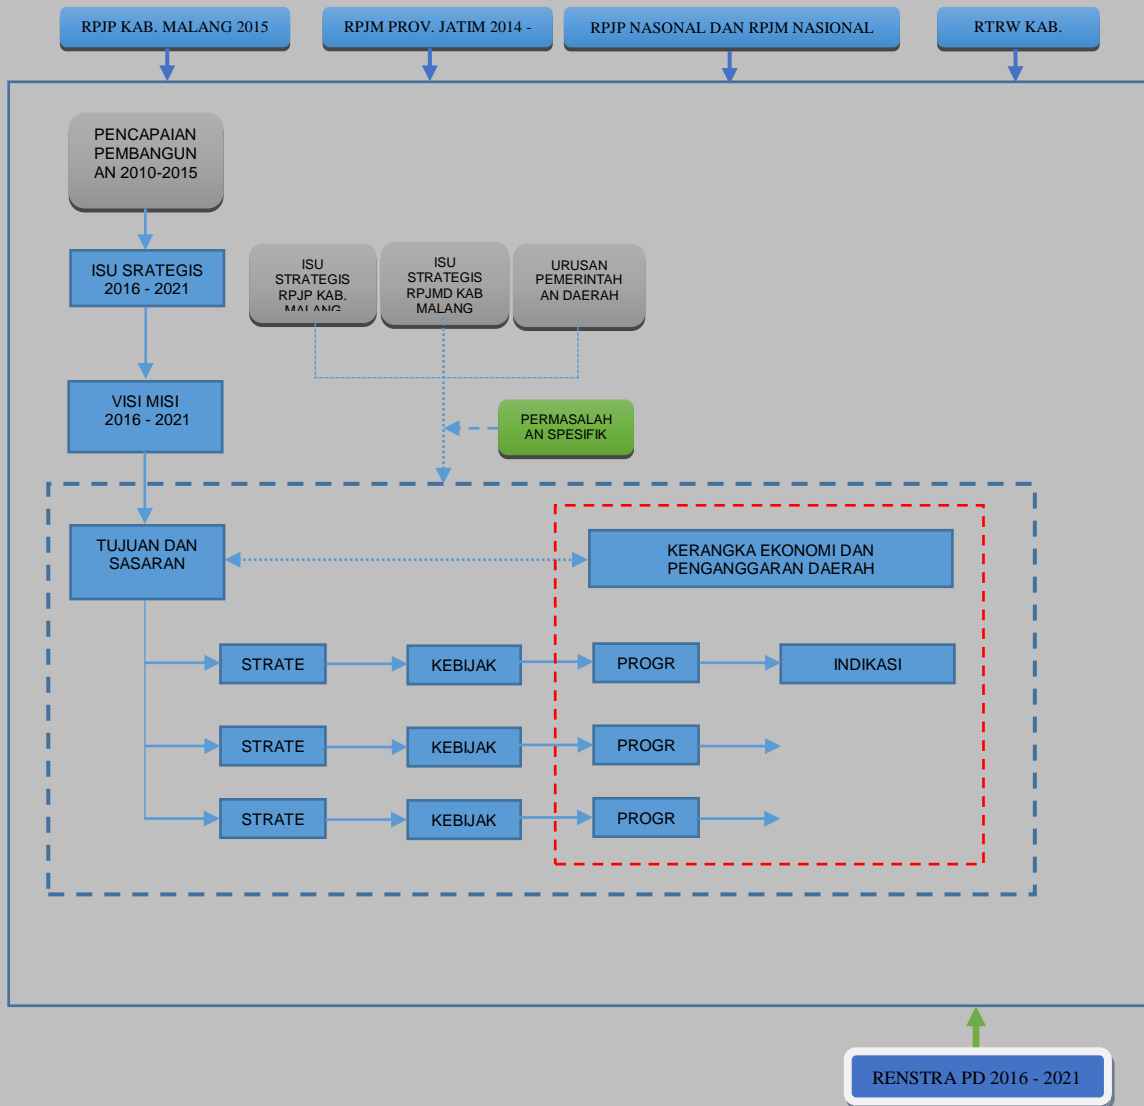 RPJP KAB. MALANG 2015
RPJM PROV. JATIM 2014 -
RPJP NASONAL DAN RPJM NASIONAL
RTRW KAB.
PENCAPAIAN
PEMBANGUN
AN 2010-2015
ISU SRATEGIS
2016 - 2021
ISU
STRATEGIS
RPJP KAB.
MALANG
ISU
STRATEGIS
RPJMD KAB
MALANG
URUSAN
PEMERINTAH
AN DAERAH
VISI MISI
2016 - 2021
PERMASALAH
AN SPESIFIK
TUJUAN DAN
SASARAN
KERANGKA EKONOMI DAN
PENGANGGARAN DAERAH
STRATE
KEBIJAK
PROGR
INDIKASI
STRATE
KEBIJAK
PROGR
STRATE
KEBIJAK
PROGR
RENSTRA PD 2016 - 2021